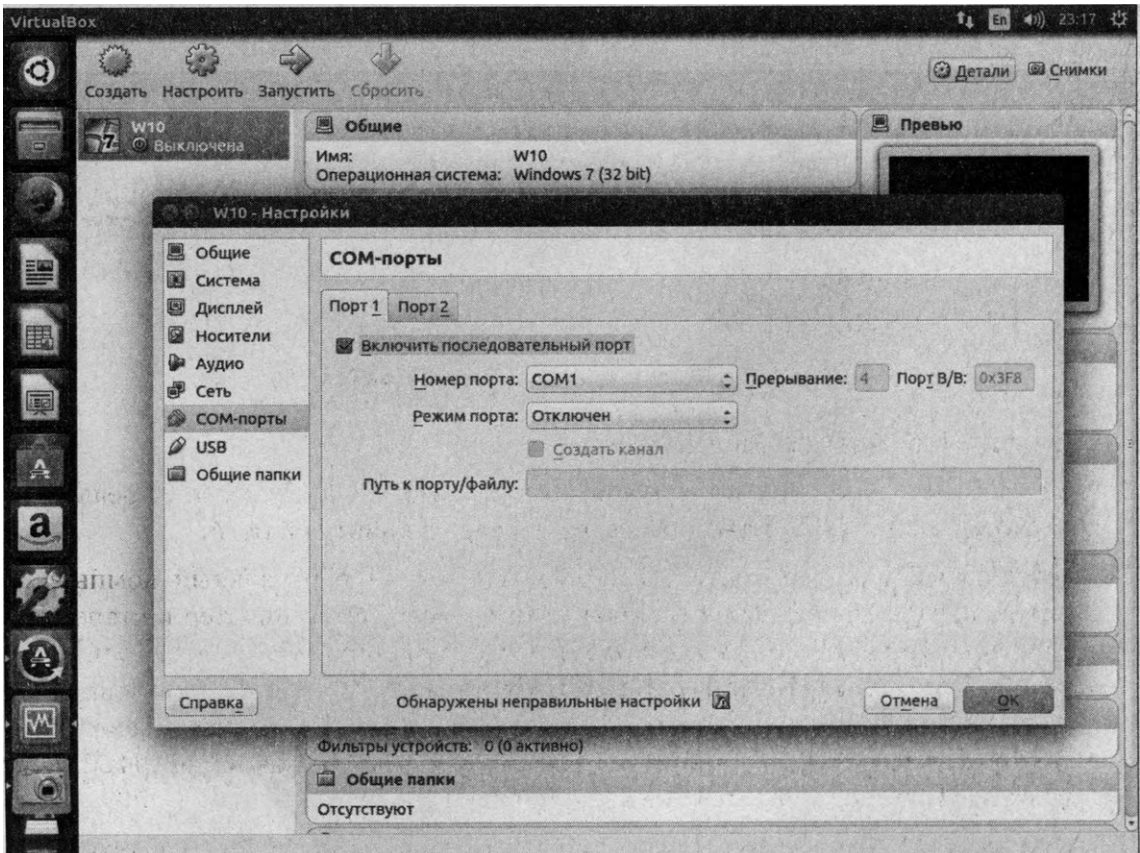 VirtualBox
En 23:17
Создать Настроить Запустить Сбросить Детали Снимки
W10
Выключена
Общие
Имя: W10
Операционная система: Windows 7 (32 bit)
Превью
W10 - Настройки
Общие
Система
Дисплей
Носители
Аудио
Сеть
COM-порты
USB
Общие папки
COM-порты
Порт 1 Порт 2
Включить последовательный порт
Номер порта: COM1 Прерывание: 4 Порт В/В: 0x3F8
Режим порта: Отключен
Создать канал
Путь к порту/файлу:
Справка Обнаружены неправильные настройки Отмена OK
Фильтры устройств: 0 (0 активно)
Общие папки
Отсутствуют